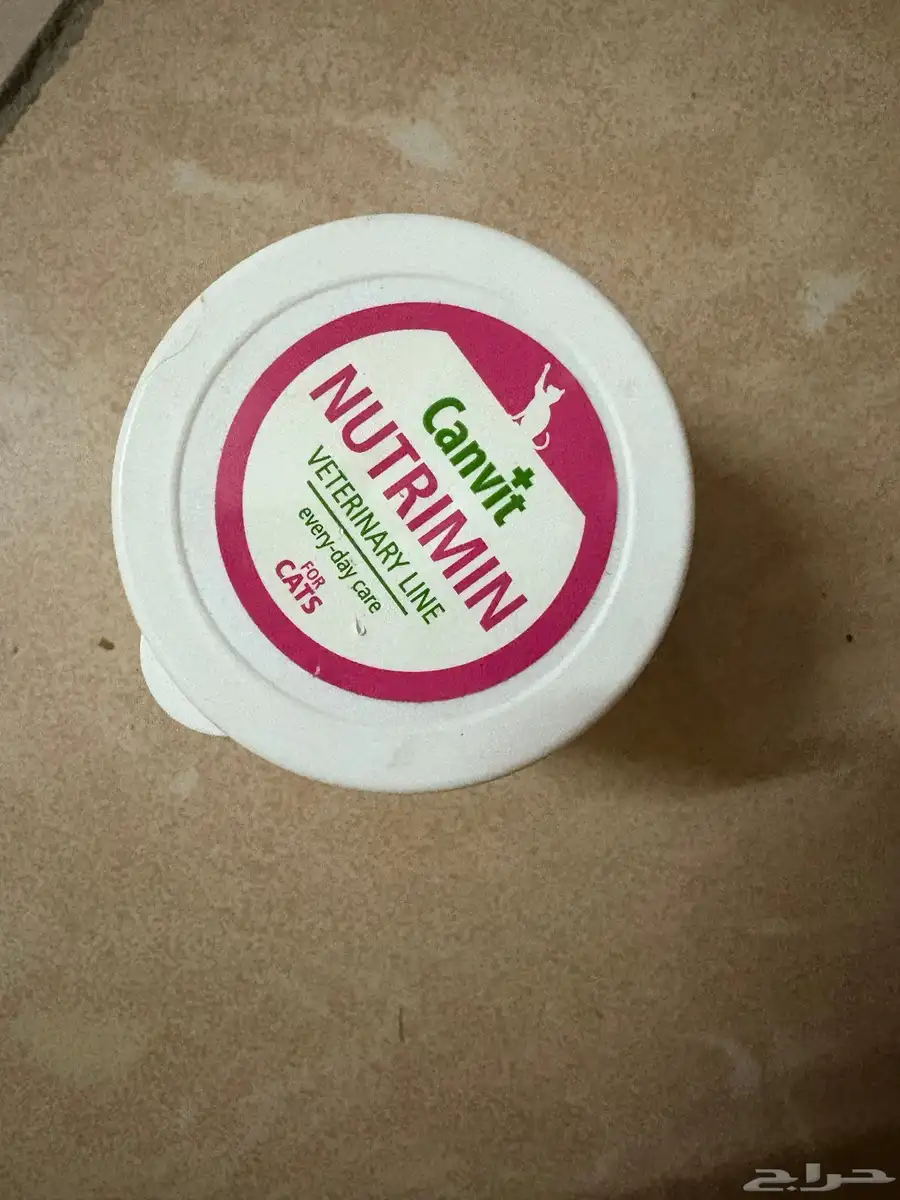 Canvit
NUTRIMIN
VETERINARY LINE
every-day care
FOR
CATS
حراج